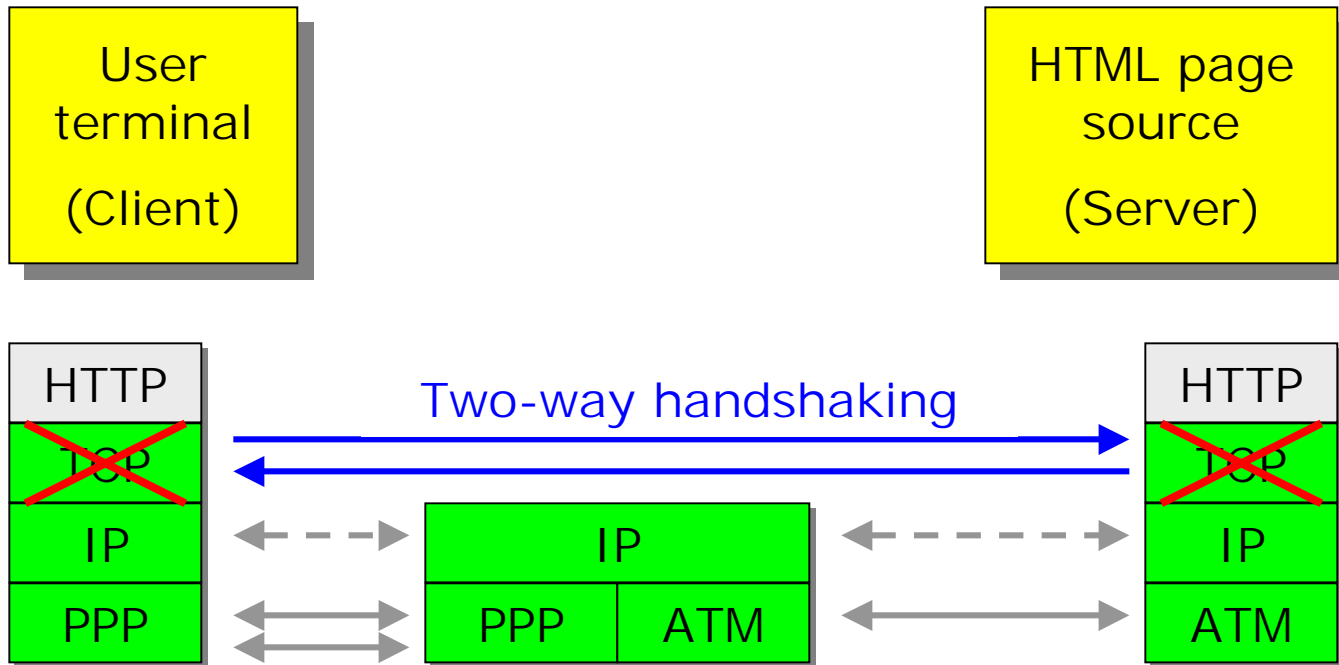 User
terminal
(Client)
HTML page
source
(Server)
HTTP
TCP
IP
PPP
Two-way handshaking
IP
PPP
ATM
HTTP
TCP
IP
ATM